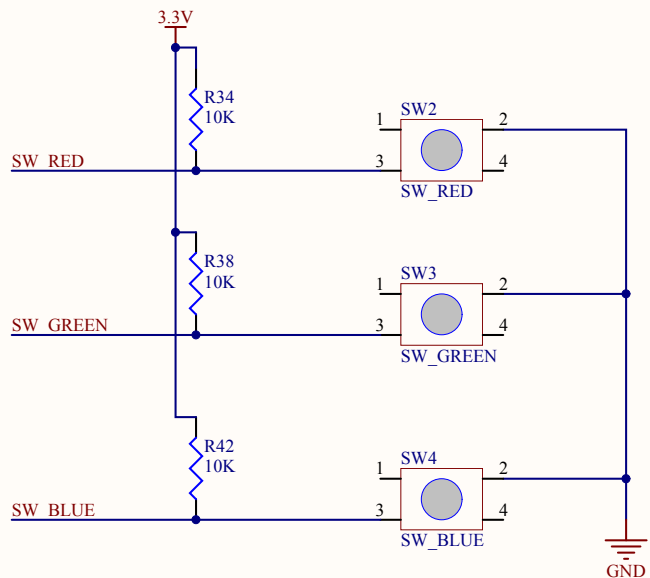 3.3V
R34
10K
SW2
1
2
SW_RED
3
4
SW_RED
R38
10K
SW3
1
2
SW_GREEN
3
4
SW_GREEN
R42
10K
SW4
1
2
SW_BLUE
3
4
SW_BLUE
GND